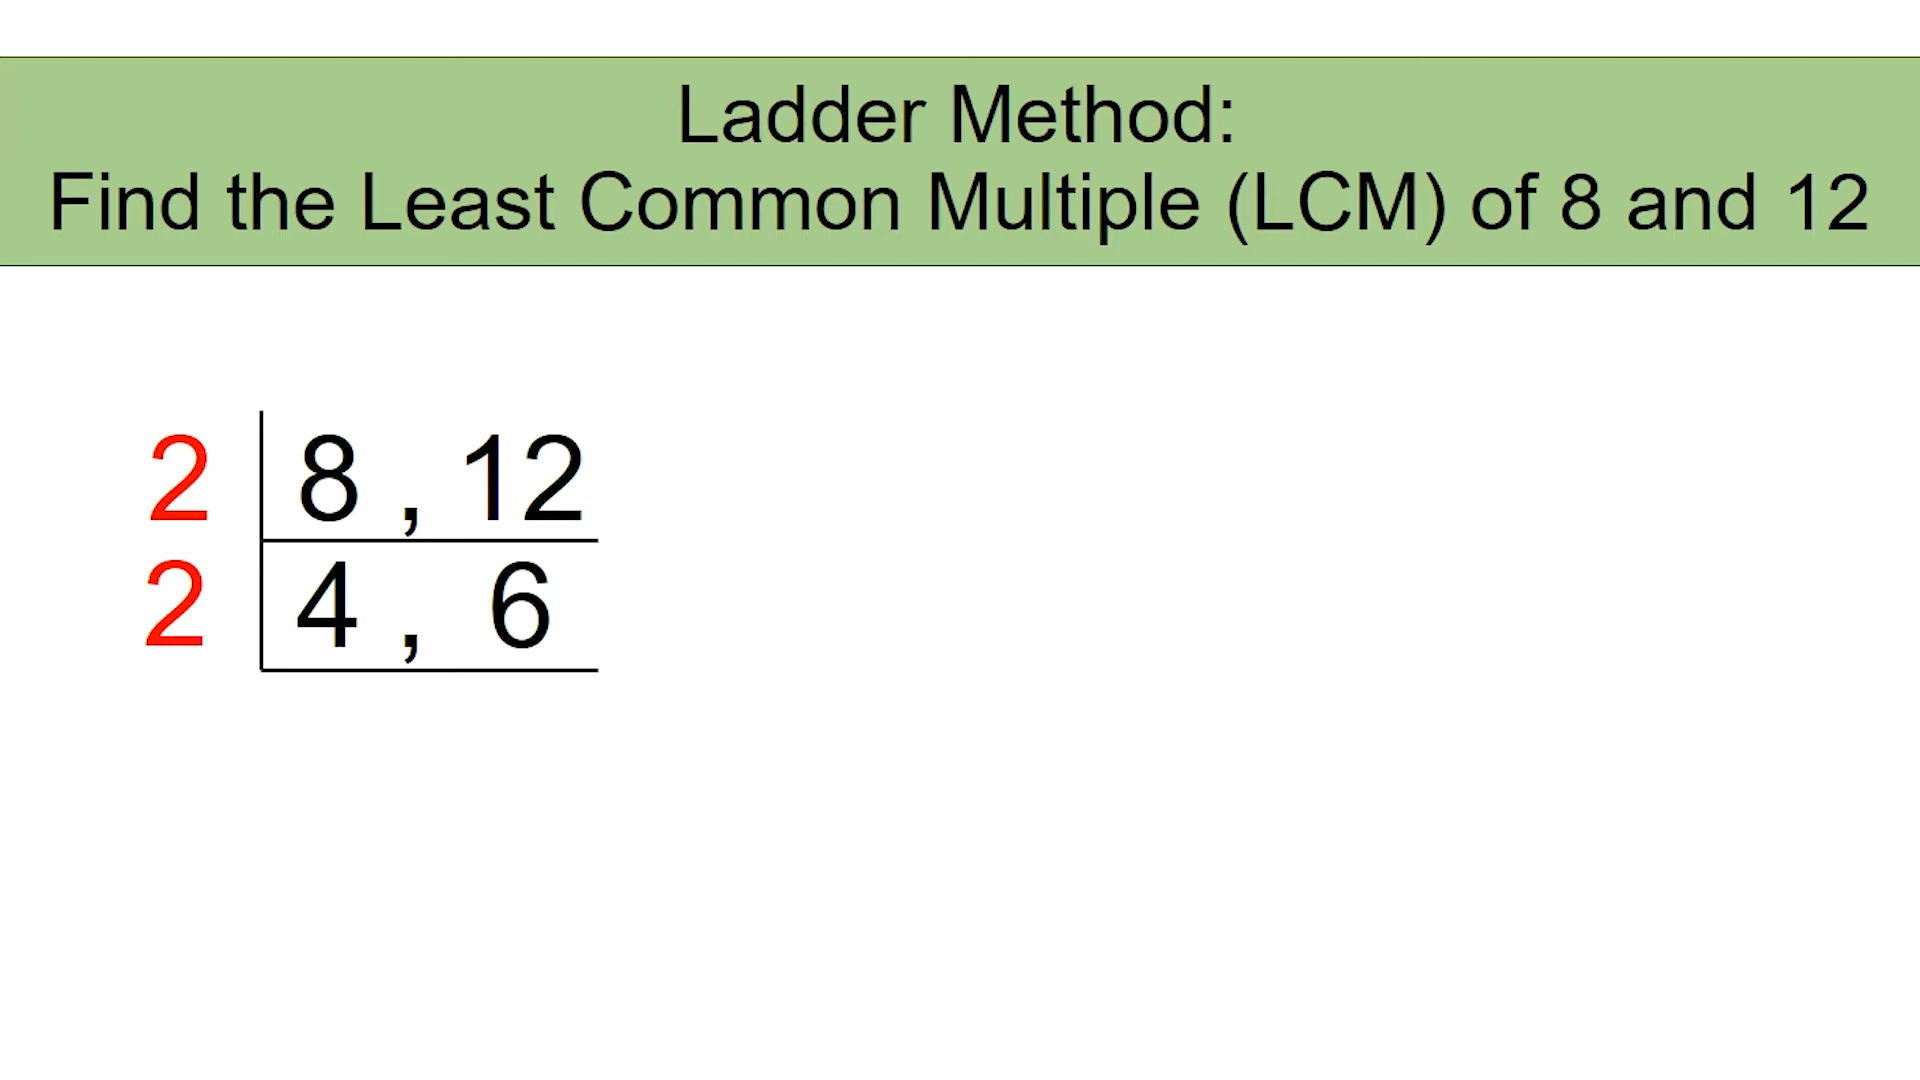 Ladder Method:
Find the Least Common Multiple (LCM) of 8 and 12
2 8 , 12
2 4 , 6